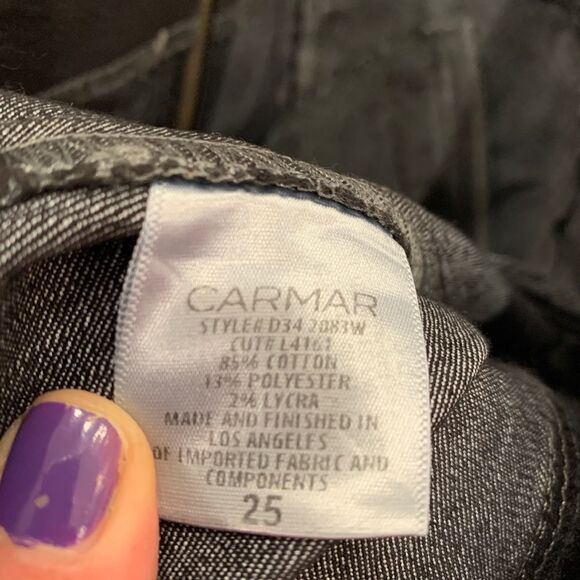 CARMAR
STYLE# D34 2083W
CUT# L4161
85% COTTON
13% POLYESTER
2% LYCRA
MADE AND FINISHED IN
LOS ANGELES
OF IMPORTED FABRIC AND
COMPONENTS
25